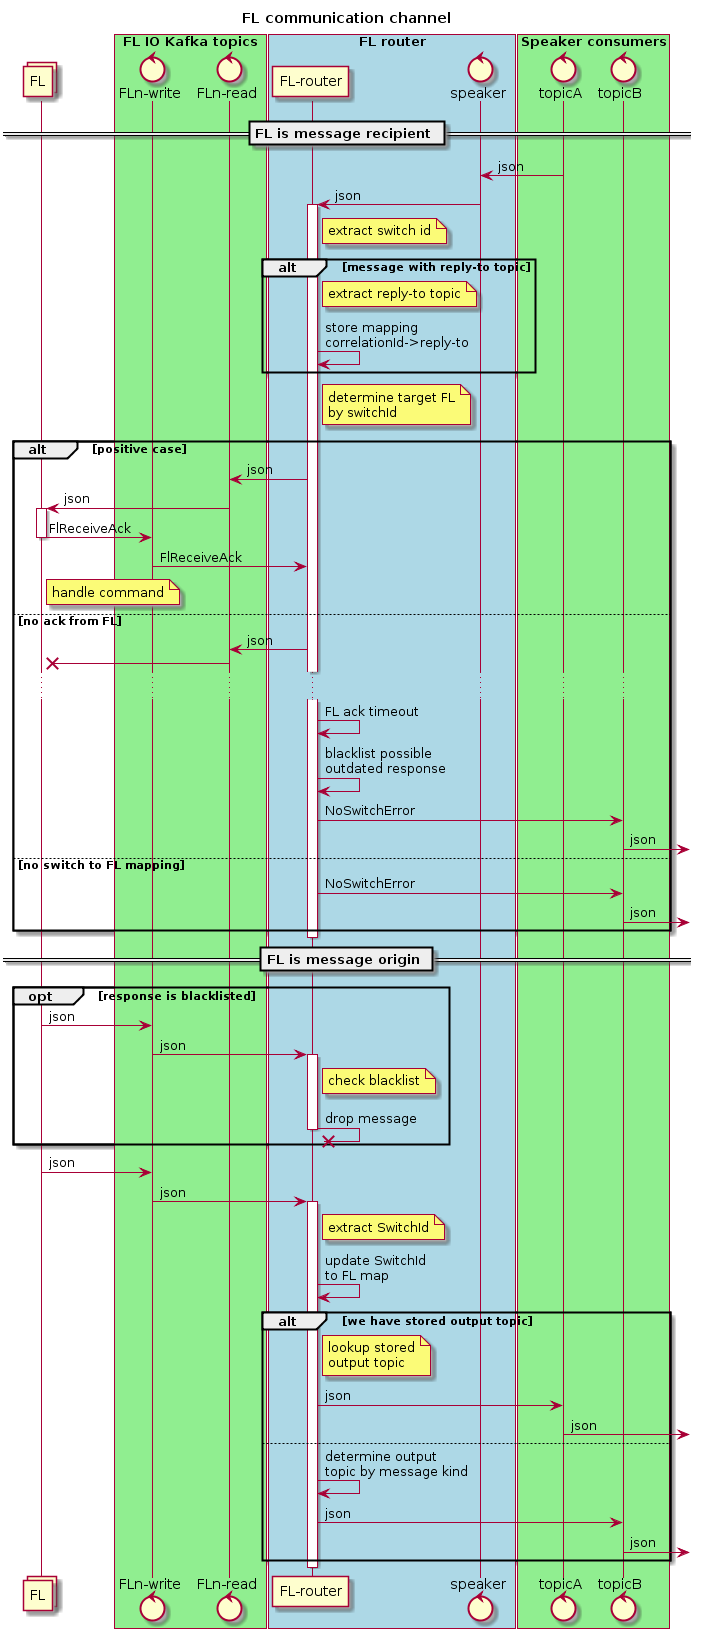 FL communication channel
FL IO Kafka topics
FL router
Speaker consumers
FL
FLn-write
FLn-read
FL-router
speaker
topicA
topicB
FL is message recipient
json
json
extract switch id
alt
[message with reply-to topic]
extract reply-to topic
store mapping
correlationId->reply-to
determine target FL
by switchId
alt
[positive case]
json
json
FlReceiveAck
FlReceiveAck
handle command
[no ack from FL]
json
FL ack timeout
blacklist possible
outdated response
NoSwitchError
json
[no switch to FL mapping]
NoSwitchError
json
FL is message origin
opt
[response is blacklisted]
json
json
check blacklist
drop message
json
json
extract SwitchId
update SwitchId
to FL map
alt
[we have stored output topic]
lookup stored
output topic
json
json
determine output
topic by message kind
json
json
FL
FLn-write
FLn-read
FL-router
speaker
topicA
topicB